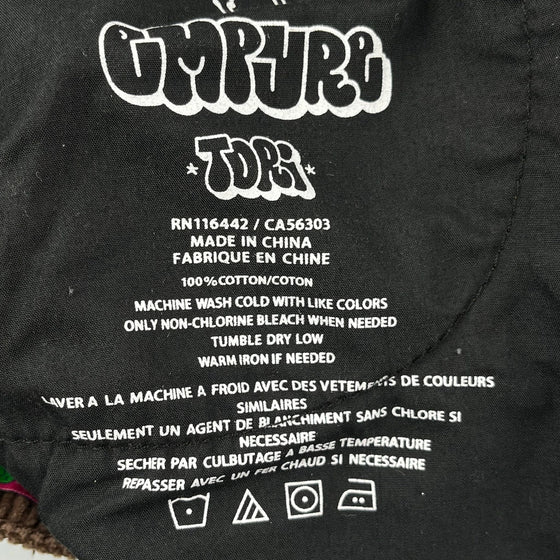 EMPYRE
*TORI*
RN116442 / CA56303
MADE IN CHINA
FABRIQUE EN CHINE
100%COTTON/COTON
MACHINE WASH COLD WITH LIKE COLORS
ONLY NON-CHLORINE BLEACH WHEN NEEDED
TUMBLE DRY LOW
WARM IRON IF NEEDED
LAVER A LA MACHINE A FROID AVEC DES VETEMENTS DE COULEURS
SIMILAIRES
SEULEMENT UN AGENT DE BLANCHIMENT SANS CHLORE SI
NECESSAIRE
SECHER PAR CULBUTAGE A BASSE TEMPERATURE
REPASSER AVEC UN FER CHAUD SI NECESSAIRE